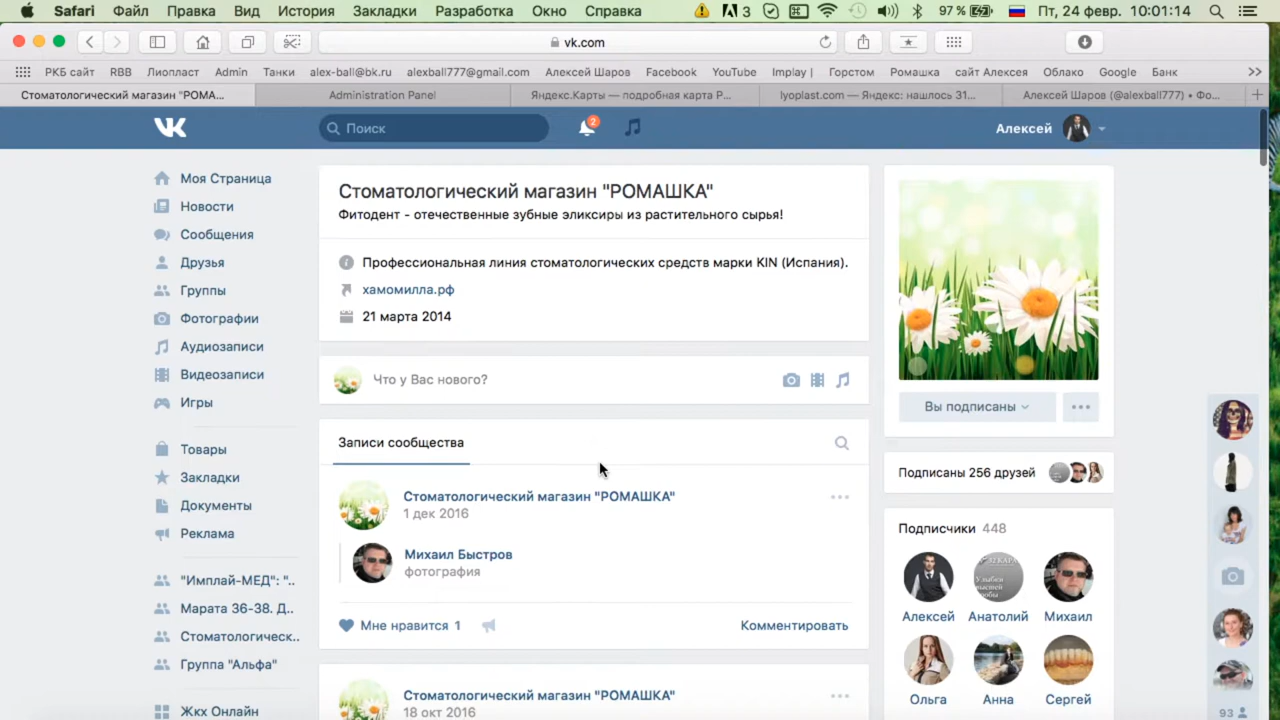 Safari Файл Правка Вид История Закладки Разработка Окно Справка 3 97 % Пт, 24 февр. 10:01:14
vk.com
РКБ сайт RBB Лиопласт Admin Танки alex-ball@bk.ru alexball777@gmail.com Алексей Шаров Facebook YouTube Implay | Горстом Ромашка сайт Алексея Облако Google Банк
Стоматологический магазин "РОМА... Administration Panel Яндекс.Карты — подробная карта Р... lyoplast.com — Яндекс: нашлось 31... Алексей Шаров (@alexball777) • Фо...
Поиск 2 Алексей
Моя Страница
Новости
Сообщения
Друзья
Группы
Фотографии
Аудиозаписи
Видеозаписи
Игры
Товары
Закладки
Документы
Реклама
"Имплай-МЕД": "..
Марата 36-38. Д..
Стоматологическ..
Группа "Альфа"
Жкх Онлайн
Стоматологический магазин "РОМАШКА"
Фитодент - отечественные зубные эликсиры из растительного сырья!
Профессиональная линия стоматологических средств марки KIN (Испания).
хамомилла.рф
21 марта 2014
Что у Вас нового?
Записи сообщества
Стоматологический магазин "РОМАШКА"
1 дек 2016
Михаил Быстров
фотография
Мне нравится 1 Комментировать
Стоматологический магазин "РОМАШКА"
18 окт 2016
Вы подписаны
Подписаны 256 друзей
Подписчики 448
Алексей Анатолий Михаил
Ольга Анна Сергей
93